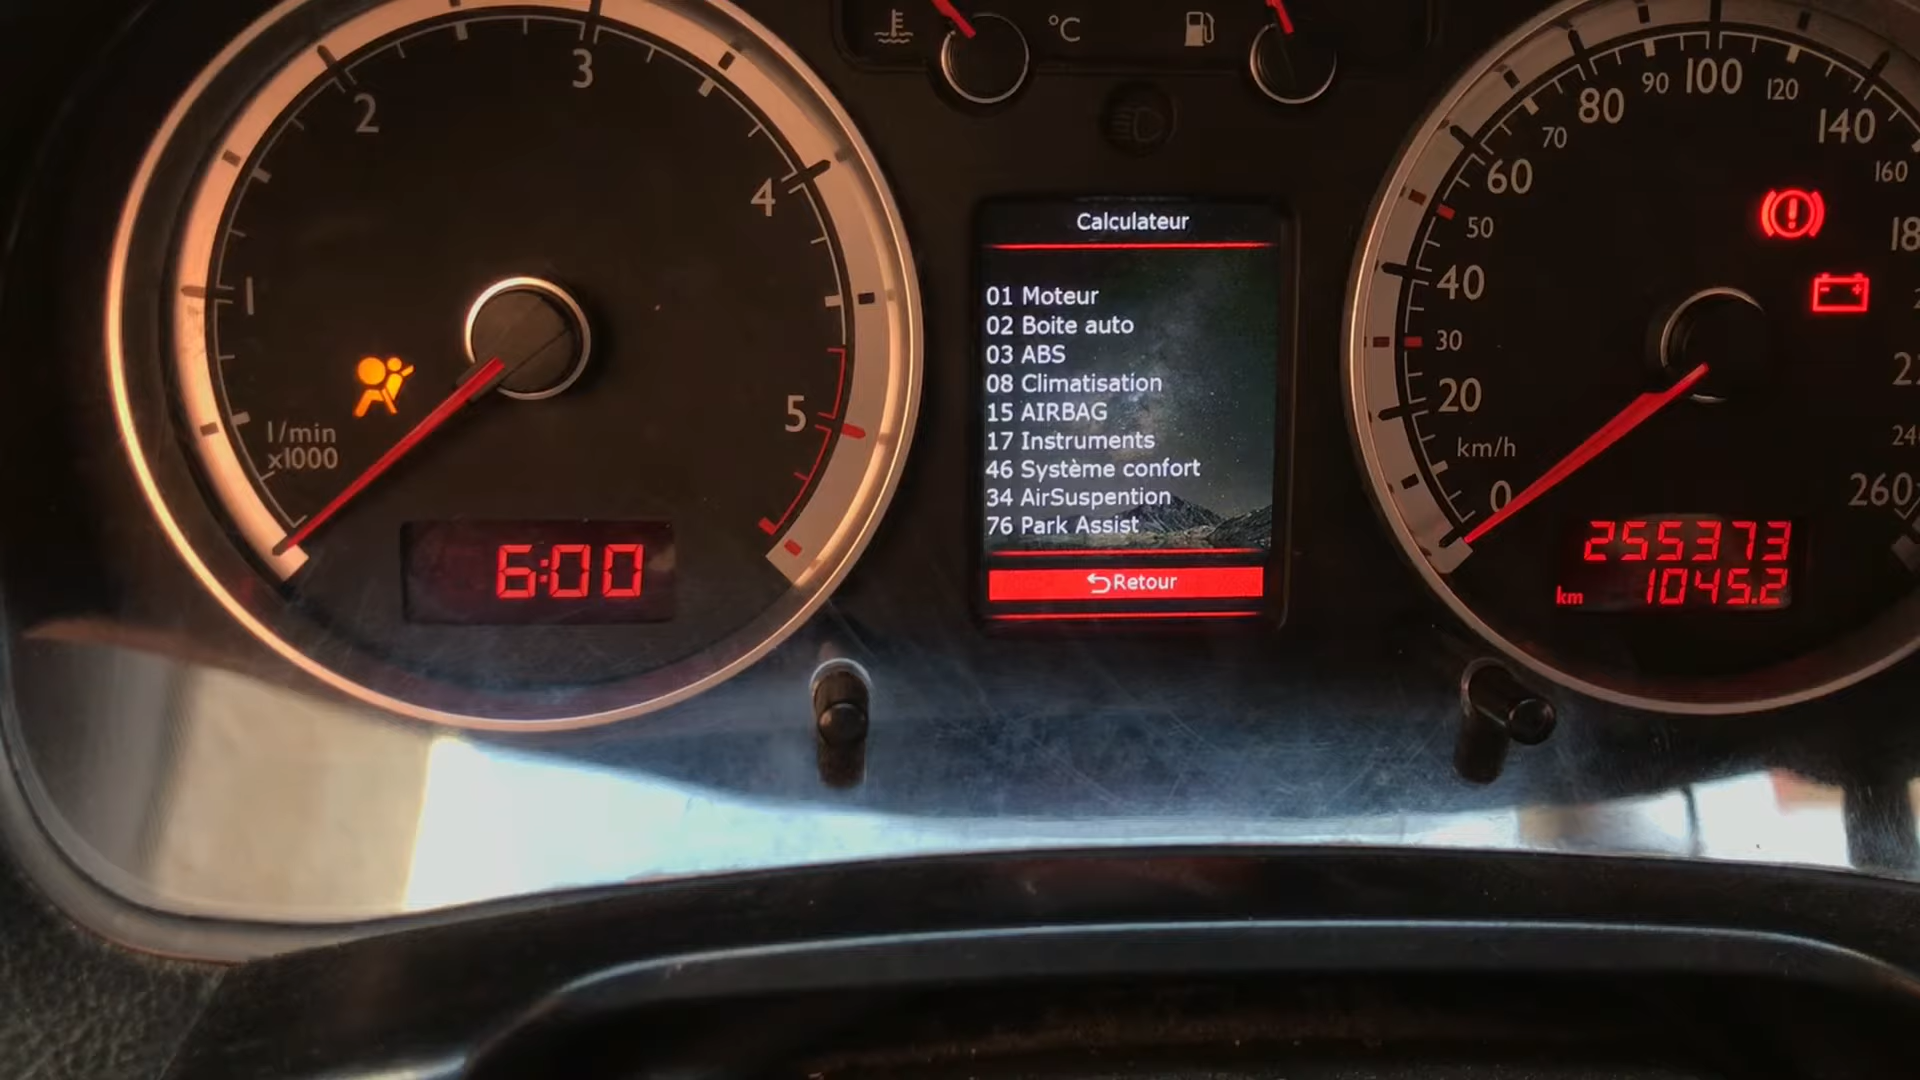 1
2
3
4
5
1/min
x1000
6:00
°C
Calculateur
01 Moteur
02 Boite auto
03 ABS
08 Climatisation
15 AIRBAG
17 Instruments
46 Système confort
34 AirSuspention
76 Park Assist
Retour
0
20
30
40
50
60
70
80
90
100
120
140
160
260
km/h
255373
km 1045.2